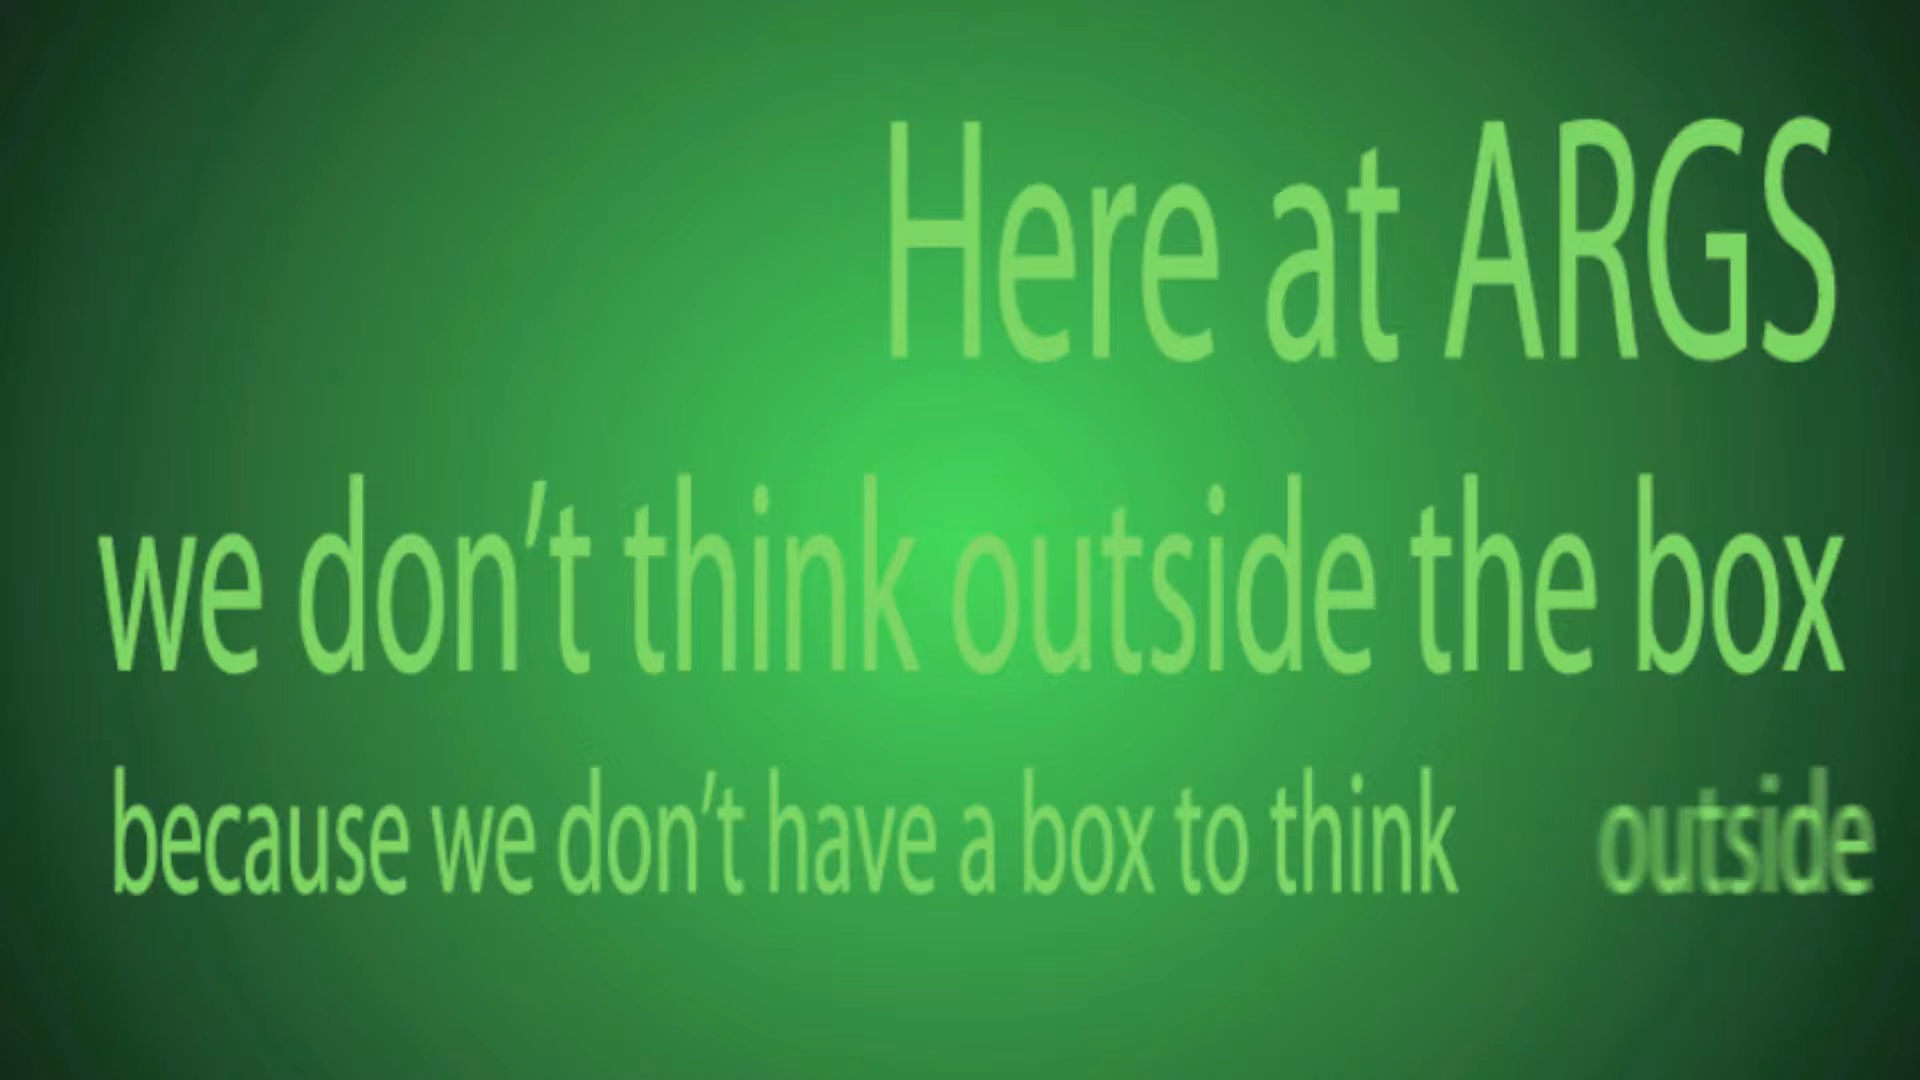 Here at ARGS
we don’t think outside the box
because we don’t have a box to think outside